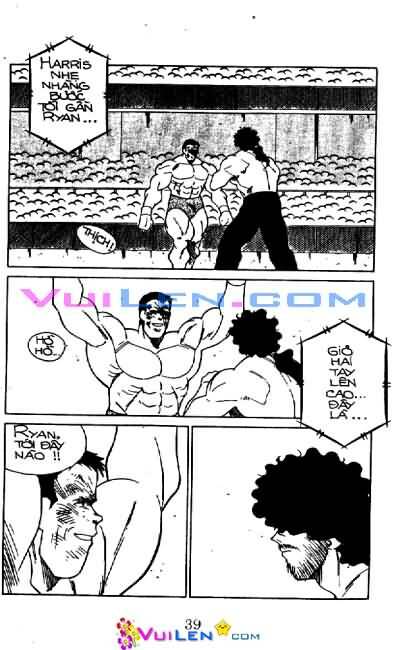 HARRIS
NHẸ
NHÀNG
BƯỚC
TỚI GẦN
RYAN...
THỊCH!
VUILEN.COM
HÔ
HÔ...
GIƠ
HAI
TAY
LÊN
CAO...
ĐÂY
LÀ...
RYAN,
TỚI ĐÂY
NÀO !!
39
VUILEN.COM